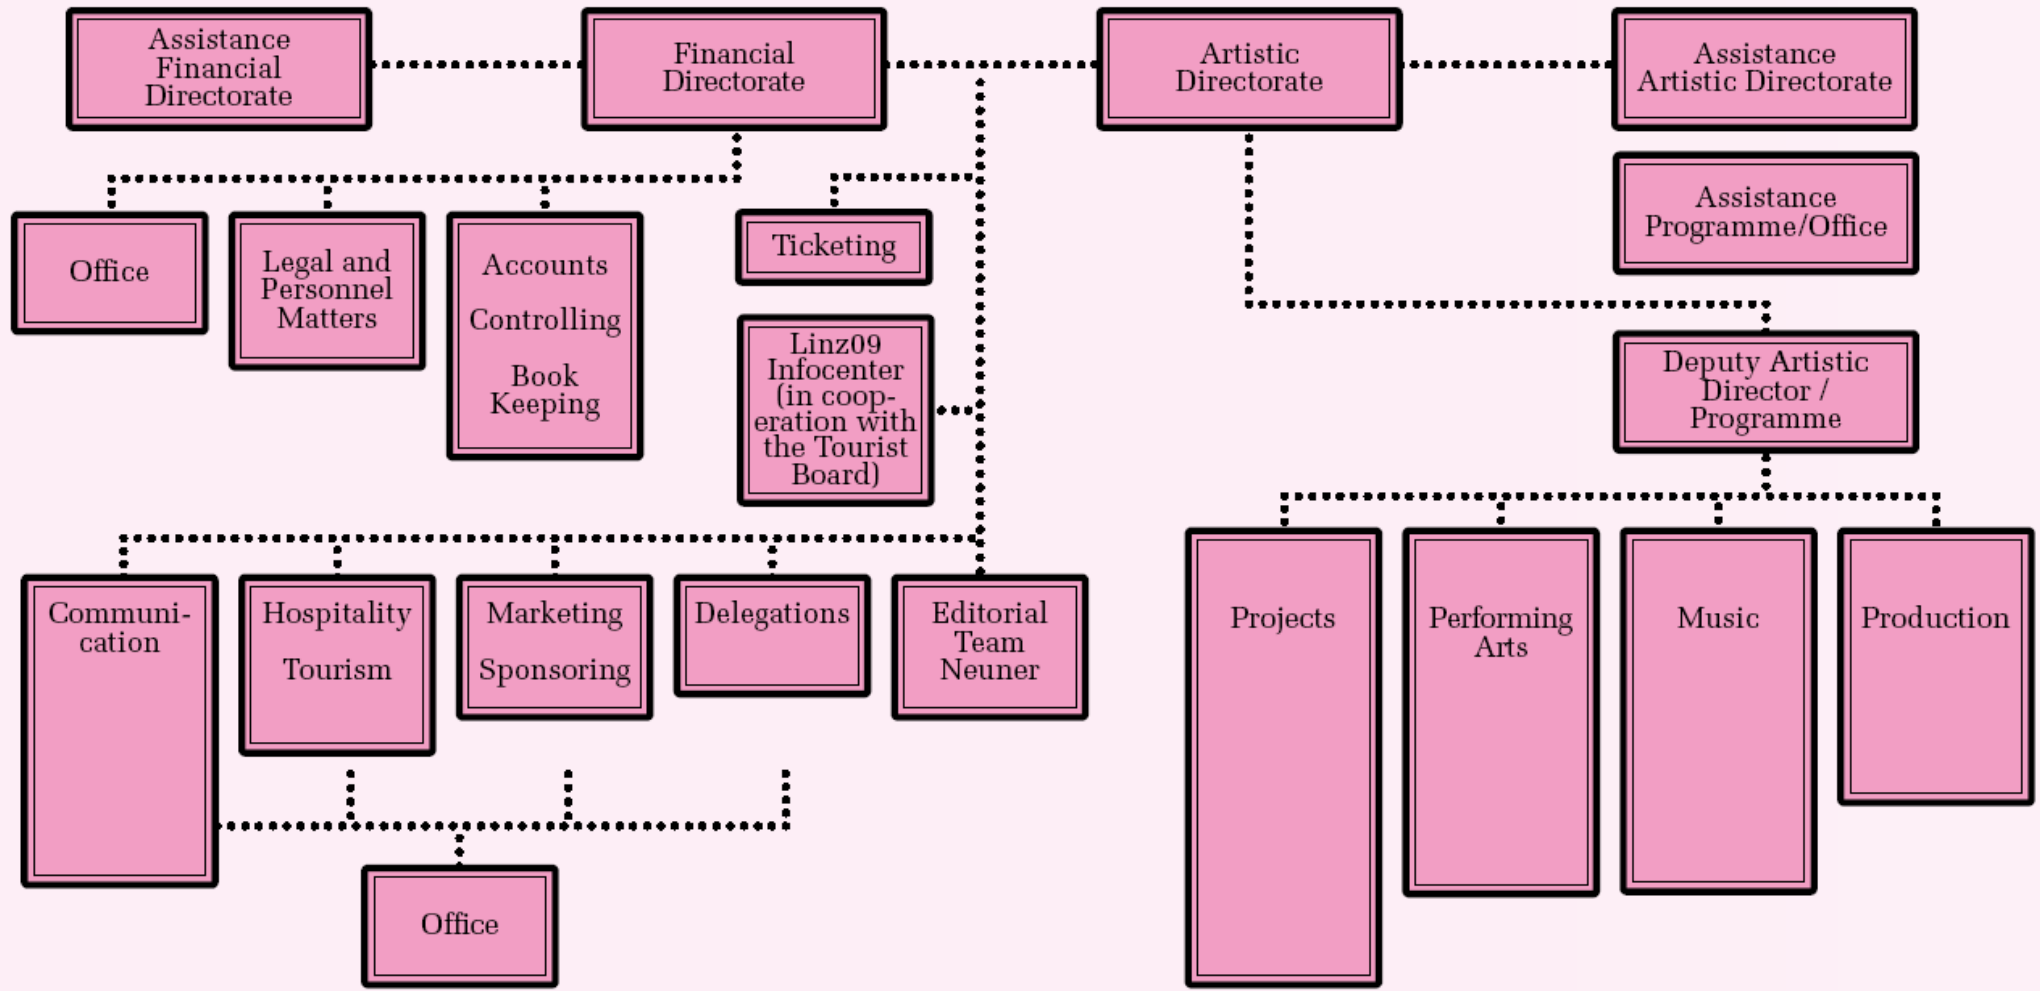 Assistance
Financial
Directorate
Financial
Directorate
Artistic
Directorate
Assistance
Artistic Directorate
Assistance
Programme/Office
Office
Legal and
Personnel
Matters
Accounts
Controlling
Book
Keeping
Ticketing
Linz09
Infocenter
(in coop-
eration with
the Tourist
Board)
Deputy Artistic
Director /
Programme
Communi-
cation
Hospitality
Tourism
Marketing
Sponsoring
Delegations
Editorial
Team
Neuner
Projects
Performing
Arts
Music
Production
Office